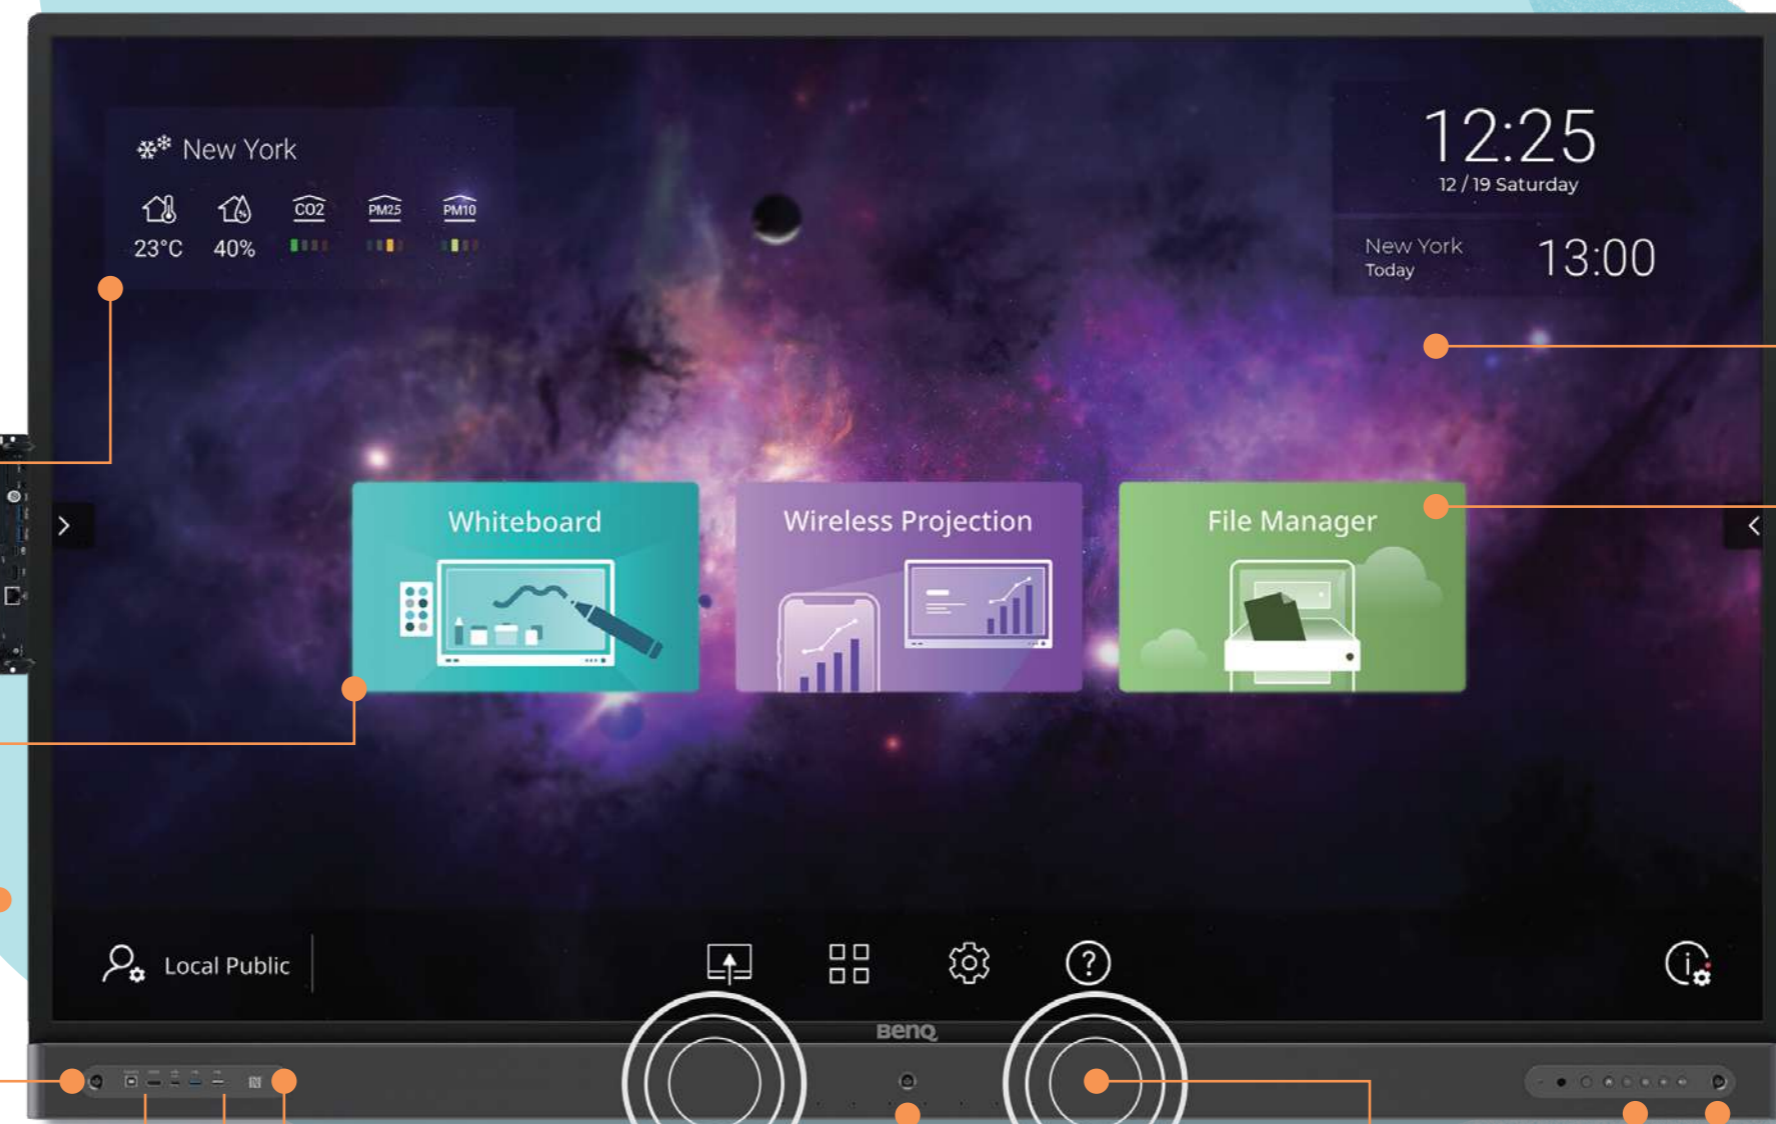 New York
CO2
PM25
PM10
23°C
40%
12:25
12 / 19 Saturday
New York
Today
13:00
Whiteboard
Wireless Projection
File Manager
Local Public
?
i
BenQ